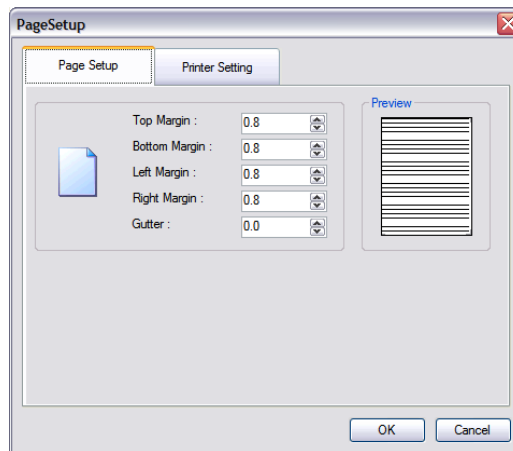 PageSetup
Page Setup
Printer Setting
Top Margin : 0.8
Bottom Margin : 0.8
Left Margin : 0.8
Right Margin : 0.8
Gutter : 0.0
Preview
OK
Cancel